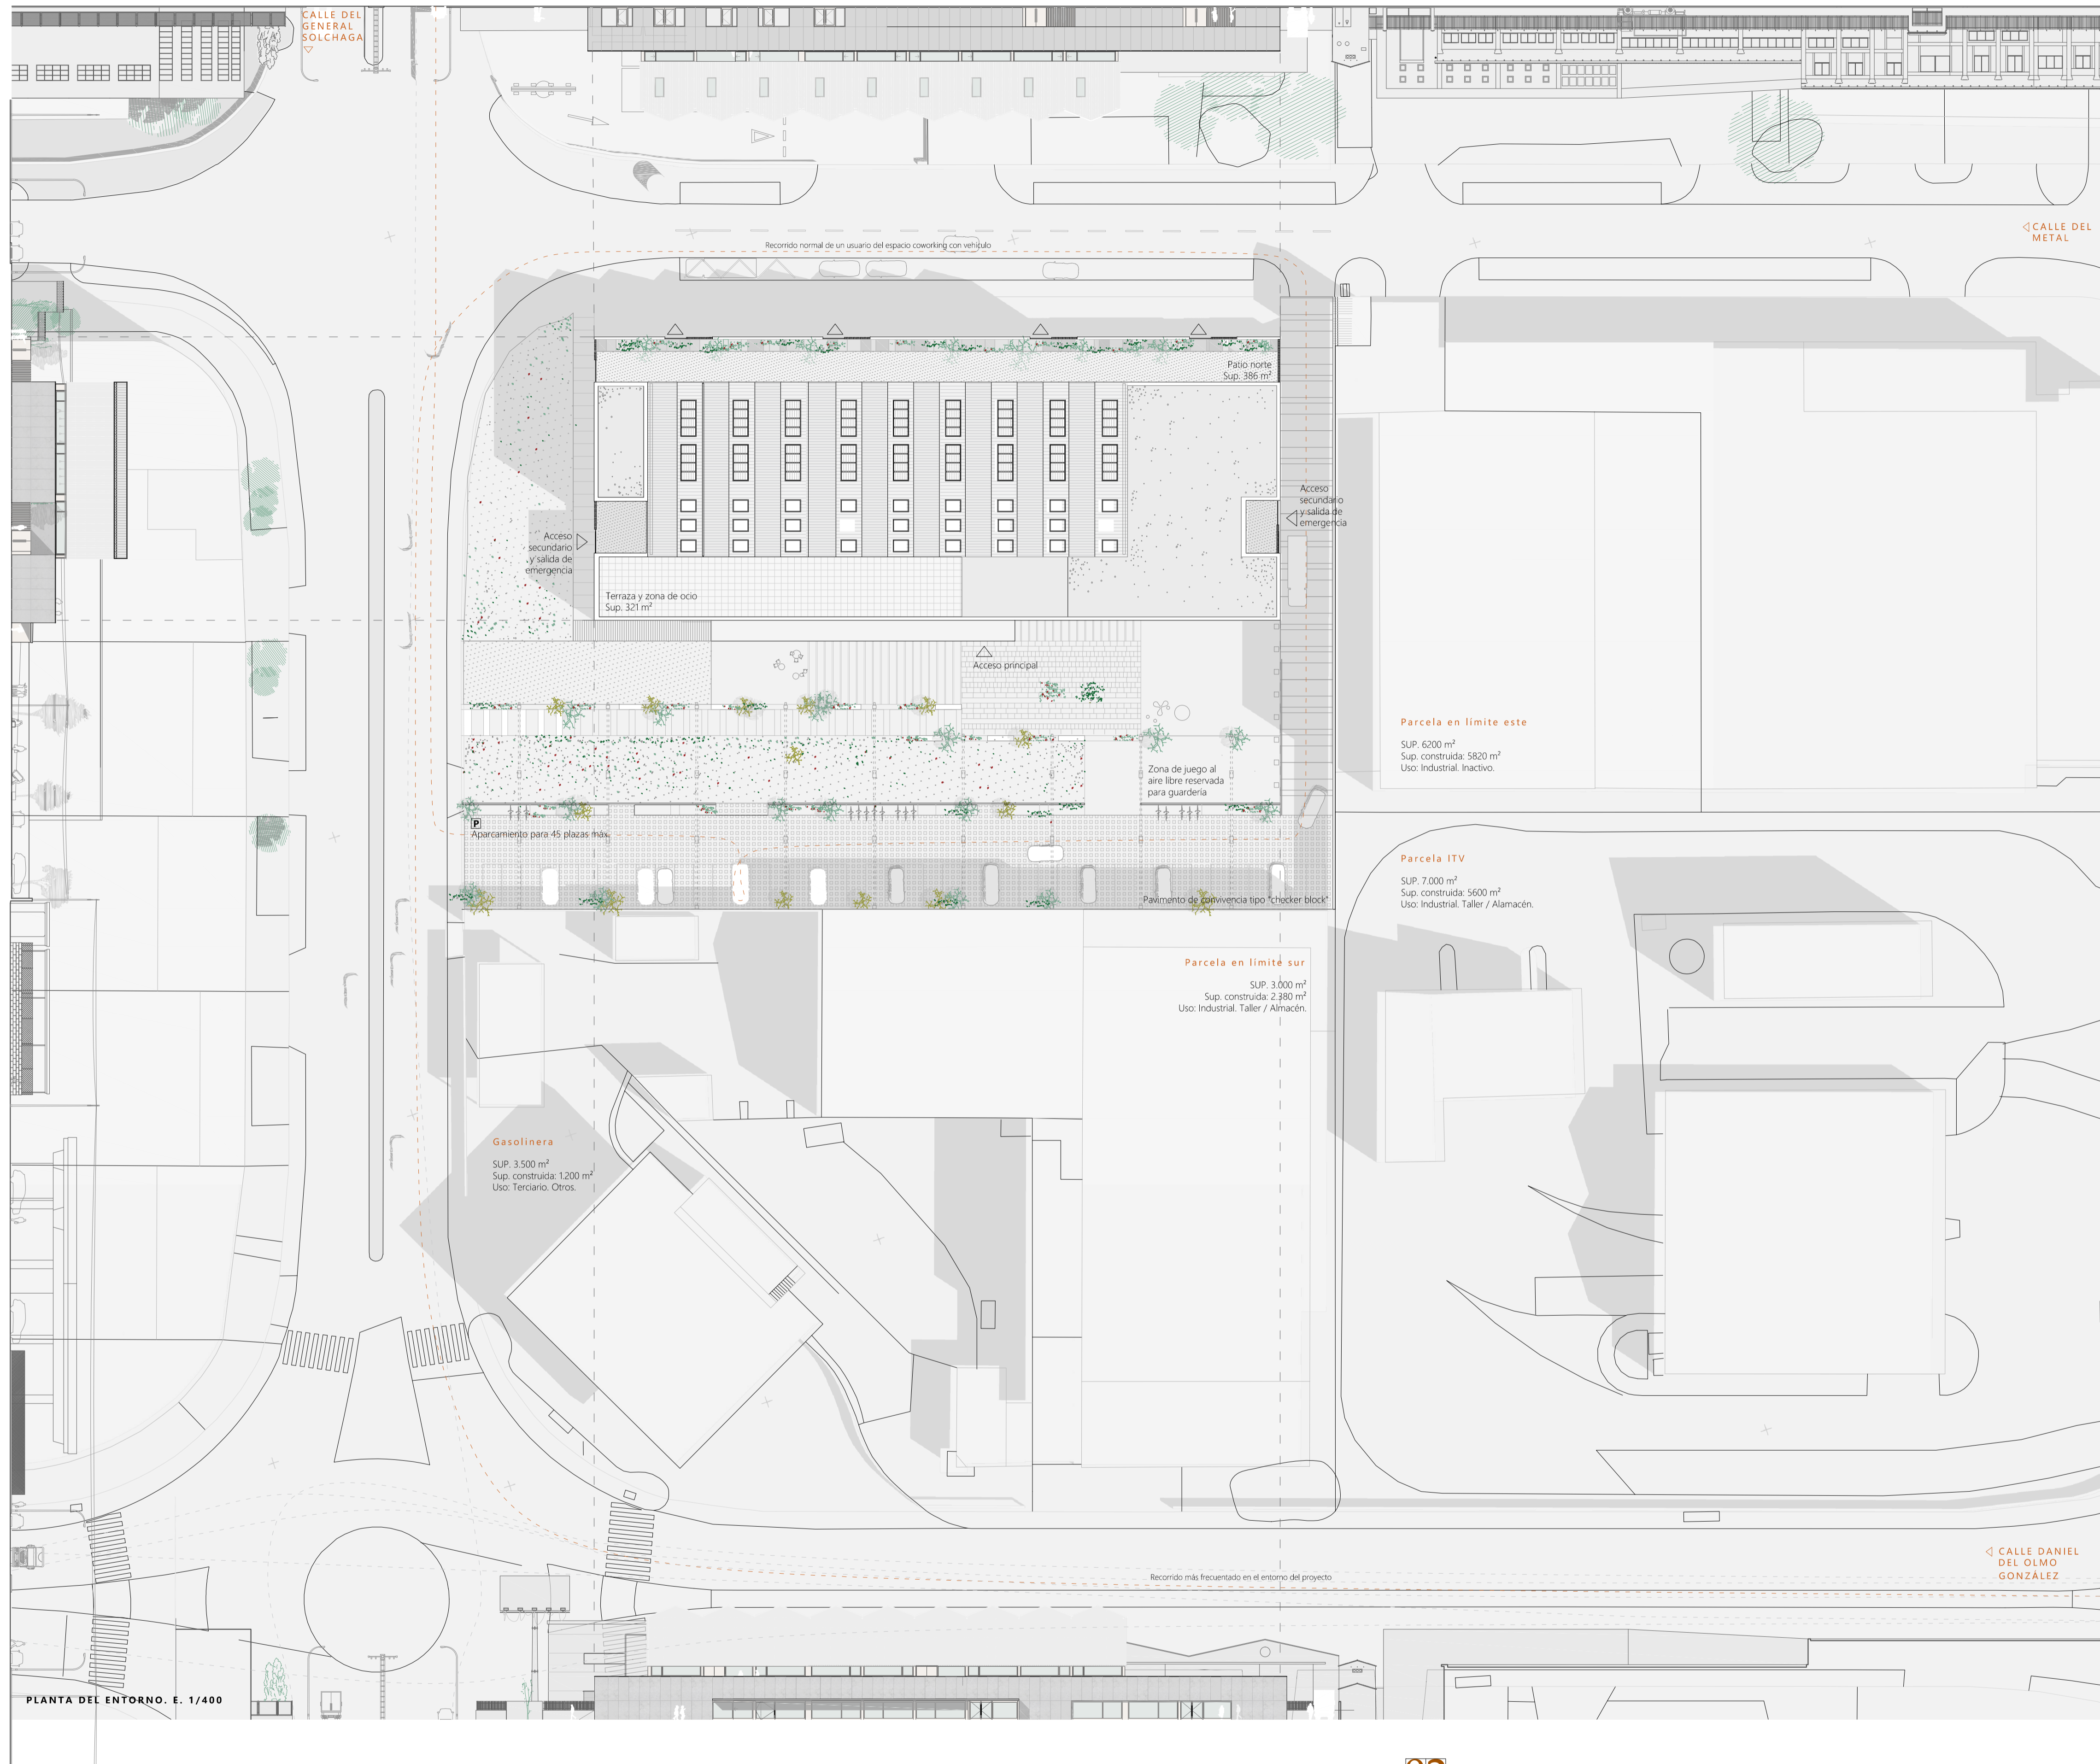 CALLE DEL
GENERAL
SOLCHAGA
CALLE DEL
METAL
Recorrido normal de un usuario del espacio coworking con vehículo
Patio norte
Sup. 386 m²
Acceso
secundario
y salida de
emergencia
Acceso
secundario
y salida de
emergencia
Terraza y zona de ocio
Sup. 321 m²
Acceso principal
Parcela en límite este
SUP. 6200 m²
Sup. construida: 5820 m²
Uso: Industrial. Inactivo.
Zona de juego al
aire libre reservada
para guardería
P
Aparcamiento para 45 plazas máx.
Parcela ITV
SUP. 7.000 m²
Sup. construida: 5600 m²
Uso: Industrial. Taller / Alamacén.
Pavimento de convivencia tipo "checker block"
Parcela en límite sur
SUP. 3.000 m²
Sup. construida: 2.380 m²
Uso: Industrial. Taller / Almacén.
Gasolinera
SUP. 3.500 m²
Sup. construida: 1.200 m²
Uso: Terciario. Otros.
CALLE DANIEL
DEL OLMO
GONZÁLEZ
Recorrido más frecuentado en el entorno del proyecto
PLANTA DEL ENTORNO. E. 1/400